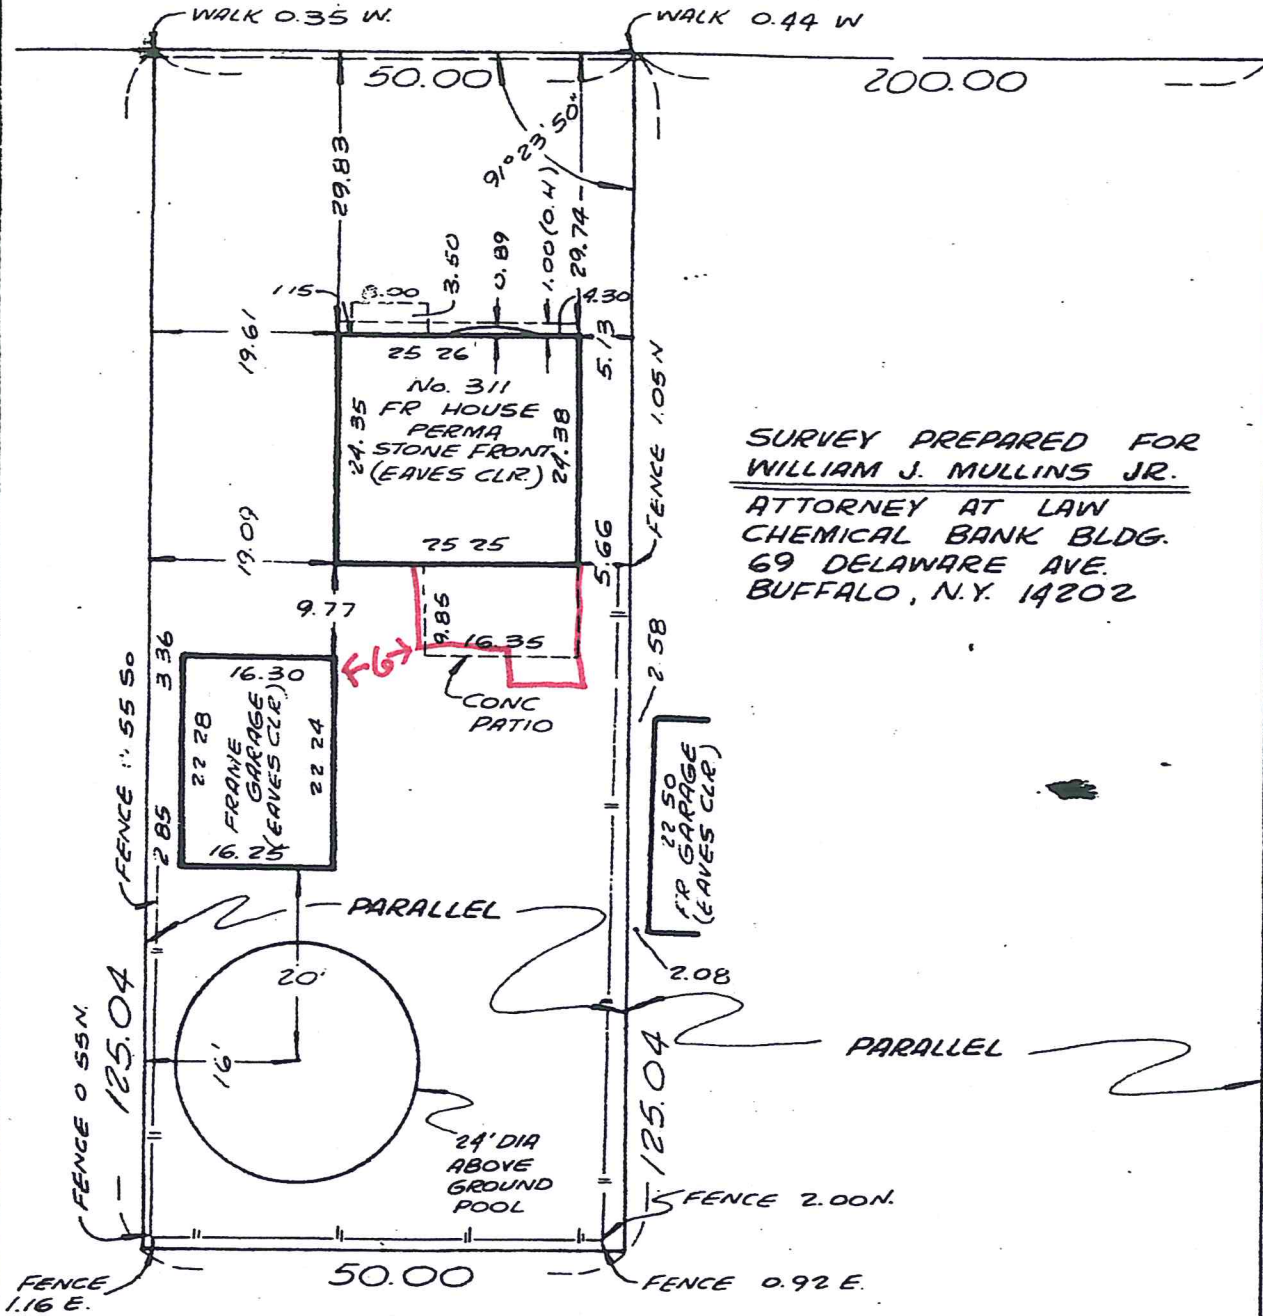 WALK 0.35 W.
WALK 0.44 W
50.00
200.00
91° 23' 50"
29.83
3.50
0.89
1.00 (0.H)
29.74
1 15
8.00
4.30
19.61
25 26
5.13
No. 311
FR HOUSE
PERMA
STONE FRONT
(EAVES CLR.)
24.35
24.38
FENCE 1.05 N
SURVEY PREPARED FOR
WILLIAM J. MULLINS JR.
ATTORNEY AT LAW
CHEMICAL BANK BLDG.
69 DELAWARE AVE.
BUFFALO, N.Y. 14202
19.09
25 25
5.66
9.77
9.86
16.35
←6→
CONC
PATIO
3 36
16.30
22 28
FRAME
GARAGE
(EAVES CLR.)
22 24
16.25
2 85
FENCE 55 So
2.58
22 50
FR GARAGE
(EAVES CLR)
2.08
PARALLEL
PARALLEL
20'
16'
24' DIA
ABOVE
GROUND
POOL
FENCE 0 55 N.
125.04
125.04
FENCE 2.00 N.
FENCE
1.16 E.
50.00
FENCE 0.92 E.